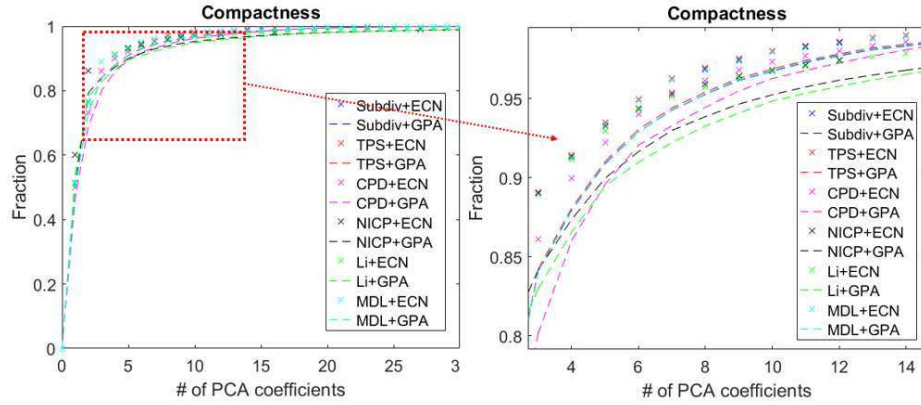 Compactness
1
0.8
0.6
0.4
0.2
0
Fraction
0 5 10 15 20 25 3
# of PCA coefficients
Subdiv+ECN
Subdiv+GPA
TPS+ECN
TPS+GPA
CPD+ECN
CPD+GPA
NICP+ECN
NICP+GPA
Li+ECN
Li+GPA
MDL+ECN
MDL+GPA
Compactness
0.95
0.9
0.85
0.8
Fraction
4 6 8 10 12 14
# of PCA coefficients
Subdiv+ECN
Subdiv+GPA
TPS+ECN
TPS+GPA
CPD+ECN
CPD+GPA
NICP+ECN
NICP+GPA
Li+ECN
Li+GPA
MDL+ECN
MDL+GPA